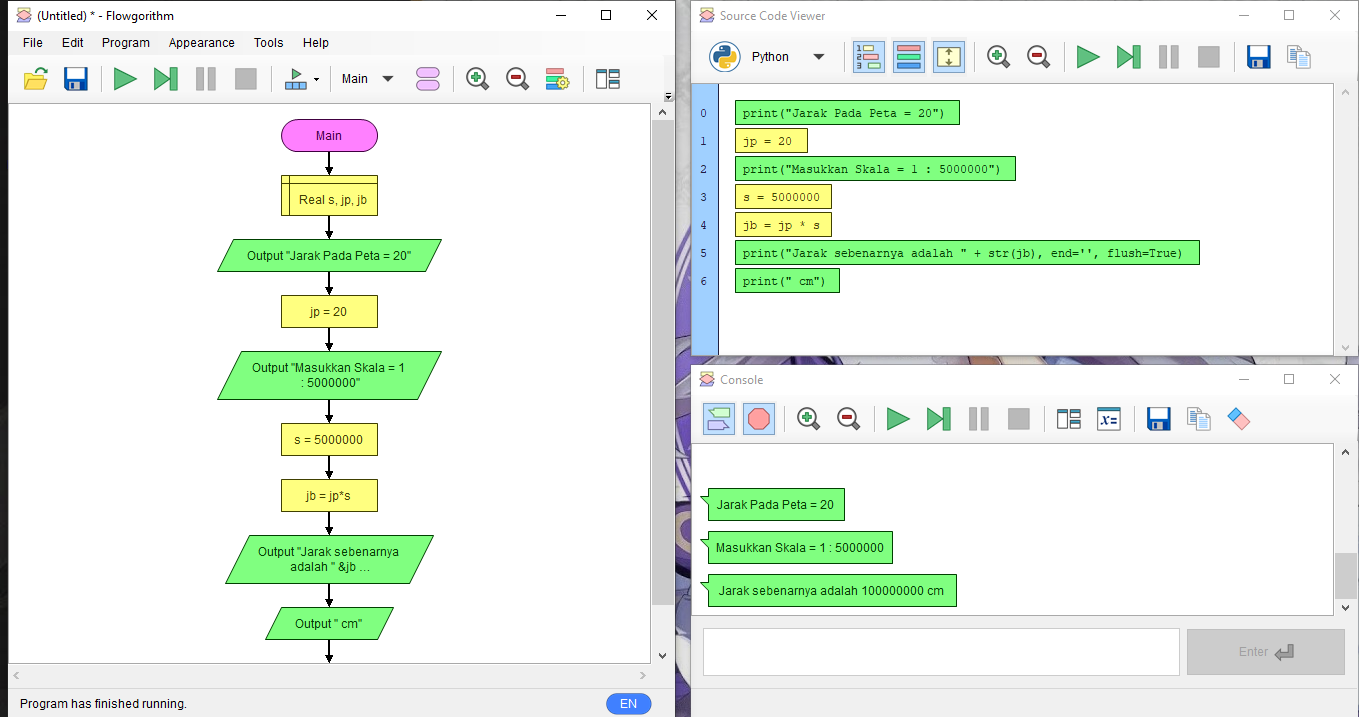 (Untitled) * - Flowgorithm
File Edit Program Appearance Tools Help
Main
Main
Real s, jp, jb
Output "Jarak Pada Peta = 20"
jp = 20
Output "Masukkan Skala = 1
: 5000000"
s = 5000000
jb = jp*s
Output "Jarak sebenarnya
adalah " &jb ...
Output " cm"
Program has finished running.
EN
Source Code Viewer
1
2
3
Python
0 print("Jarak Pada Peta = 20")
1 jp = 20
2 print("Masukkan Skala = 1 : 5000000")
3 s = 5000000
4 jb = jp * s
5 print("Jarak sebenarnya adalah " + str(jb), end='', flush=True)
6 print(" cm")
Console
x=
Jarak Pada Peta = 20
Masukkan Skala = 1 : 5000000
Jarak sebenarnya adalah 100000000 cm
Enter